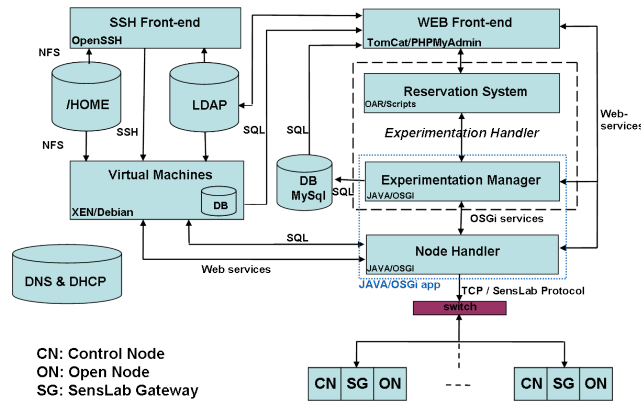 SSH Front-end
OpenSSH
WEB Front-end
TomCat/PHPMyAdmin
NFS
/HOME
LDAP
Reservation System
OAR/Scripts
Web-
services
SSH
SQL
SQL
Experimentation Handler
NFS
Virtual Machines
DB
XEN/Debian
DB
MySql
SQL
Experimentation Manager
JAVA/OSGI
OSGi services
SQL
Node Handler
JAVA/OSGI
Web services
DNS & DHCP
JAVA/OSGi app
TCP / SensLab Protocol
switch
CN: Control Node
ON: Open Node
SG: SensLab Gateway
CN SG ON
CN SG ON